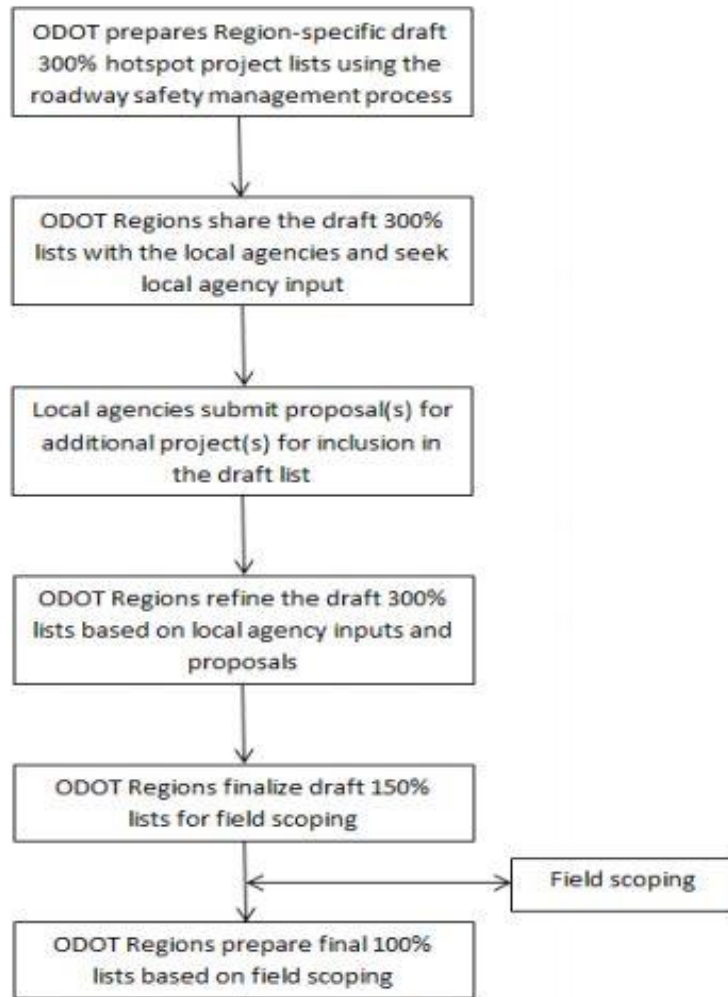 ODOT prepares Region-specific draft
300% hotspot project lists using the
roadway safety management process
ODOT Regions share the draft 300%
lists with the local agencies and seek
local agency input
Local agencies submit proposal(s) for
additional project(s) for inclusion in
the draft list
ODOT Regions refine the draft 300%
lists based on local agency inputs and
proposals
ODOT Regions finalize draft 150%
lists for field scoping
Field scoping
ODOT Regions prepare final 100%
lists based on field scoping